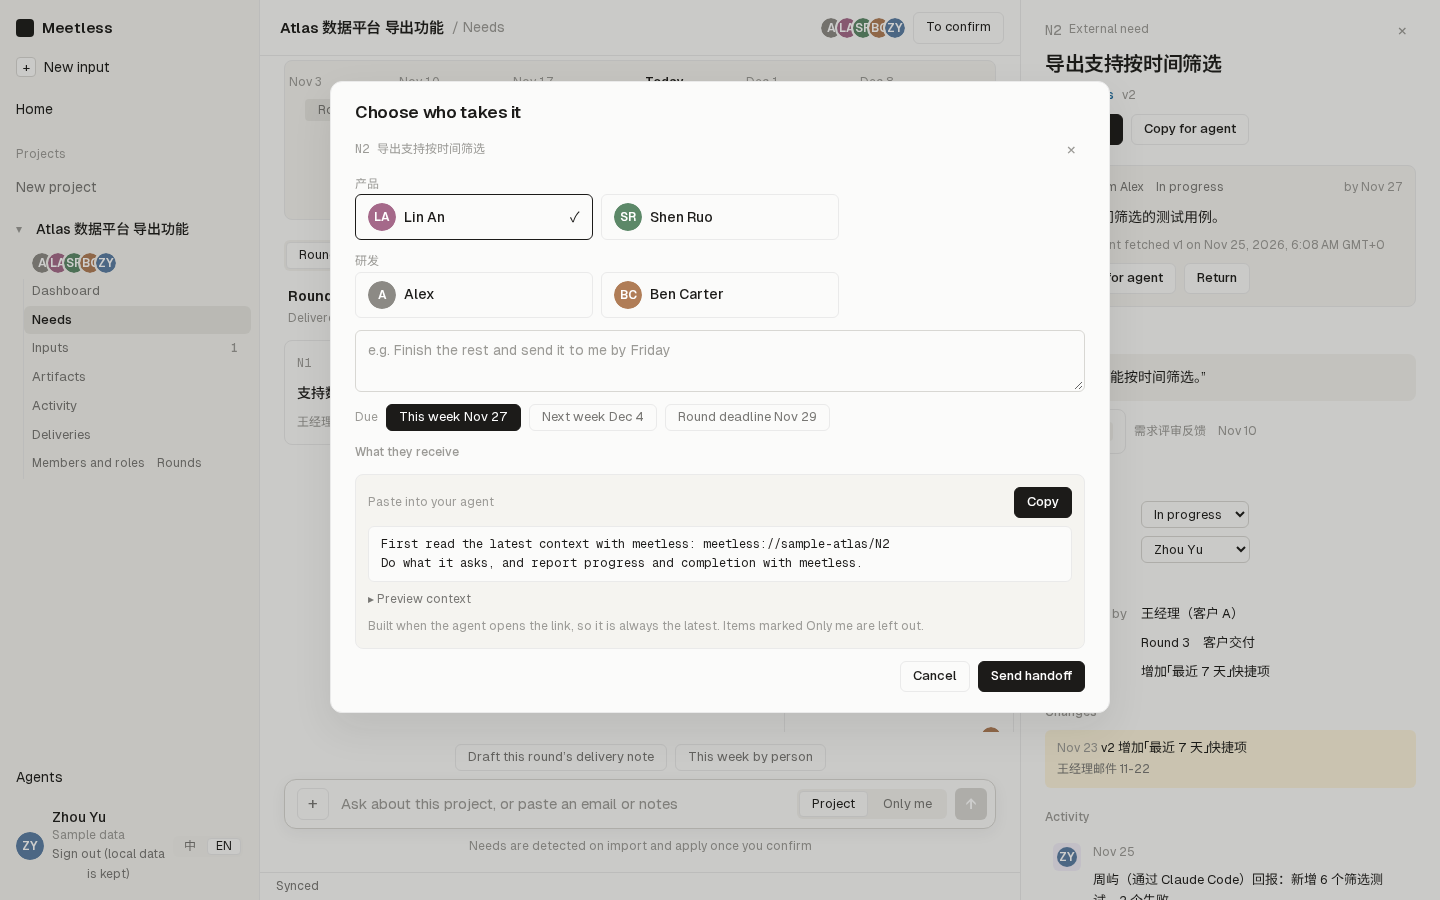 Meetless
+ New input
Home
Projects
New project
▾ Atlas 数据平台 导出功能
ZY
Dashboard
Needs
Inputs 1
Artifacts
Activity
Deliveries
Members and roles Rounds
Agents
ZY
Zhou Yu
Sample data
Sign out (local data is kept)
中 EN
Atlas 数据平台 导出功能 / Needs
ZY
To confirm
Nov 3
N1
Choose who takes it
N2 导出支持按时间筛选
×
产品
LA Lin An ✓
SR Shen Ruo
研发
A Alex
BC Ben Carter
e.g. Finish the rest and send it to me by Friday
Due This week Nov 27 Next week Dec 4 Round deadline Nov 29
What they receive
Paste into your agent
Copy
First read the latest context with meetless: meetless://sample-atlas/N2
Do what it asks, and report progress and completion with meetless.
▸ Preview context
Built when the agent opens the link, so it is always the latest. Items marked Only me are left out.
Cancel Send handoff
Draft this round's delivery note This week by person
+ Ask about this project, or paste an email or notes
Project Only me
Needs are detected on import and apply once you confirm
Synced
N2 External need
×
导出支持按时间筛选
v2
Copy for agent
Alex In progress
by Nov 27
筛选的测试用例。
fetched v1 on Nov 25, 2026, 6:08 AM GMT+0
for agent Return
能按时间筛选。”
需求评审反馈 Nov 10
In progress
Zhou Yu
by 王经理（客户 A）
Round 3 客户交付
增加「最近 7 天」快捷项
Changes
Nov 23 v2 增加「最近 7 天」快捷项
王经理邮件 11-22
Activity
ZY
Nov 25
周屿（通过 Claude Code）回报：新增 6 个筛选测